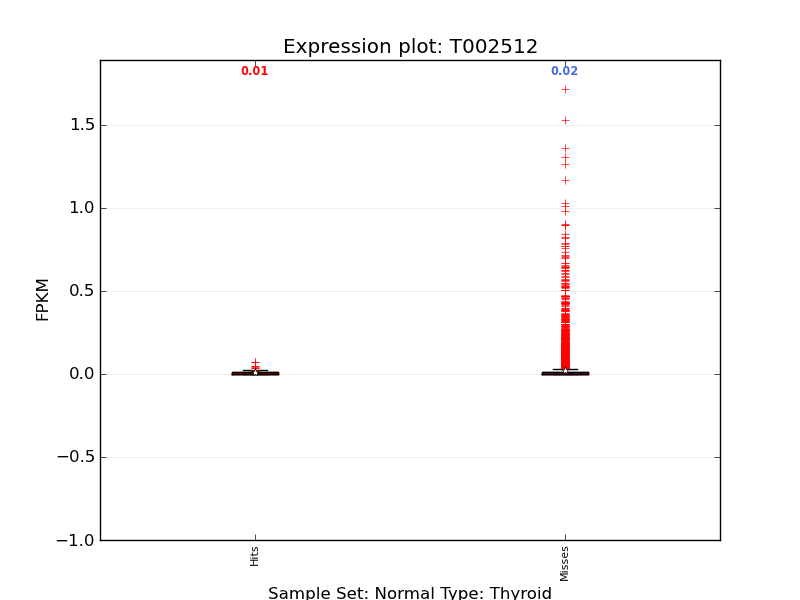 Expression plot: T002512
0.01 0.02
1.5
1.0
0.5
0.0
−0.5
−1.0
FPKM
Hits
Misses
Sample Set: Normal Type: Thyroid